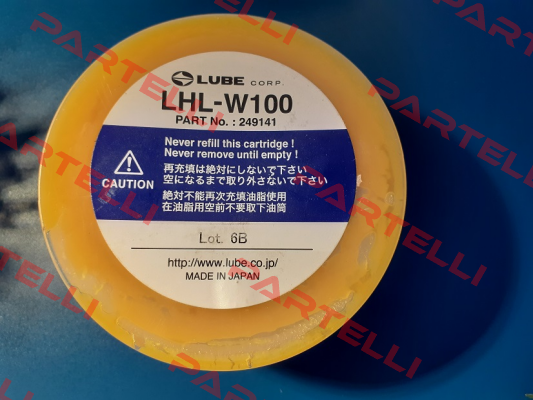 LUBE CORP.
LHL-W100
PART No. : 249141
Never refill this cartridge !
Never remove until empty !
再充填は絶対にしないで下さい
空になるまで取り外さないで下さい
CAUTION
絶対不能再次充填油脂使用
在油脂用空前不要取下油筒
Lot. 6B
http://www.lube.co.jp/
MADE IN JAPAN
PARTELLI
PARTELLI
PARTELLI
PARTELLI
PARTELLI
PARTELLI